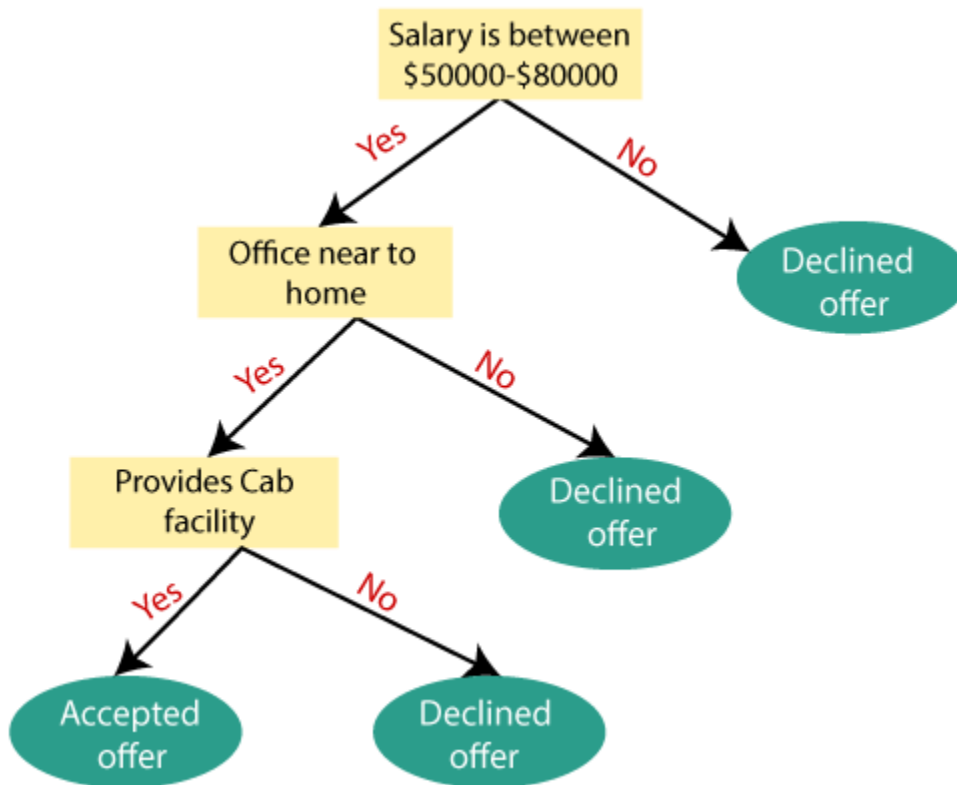 Salary is between
$50000-$80000
Yes
No
Office near to
home
Declined
offer
Yes
No
Provides Cab
facility
Declined
offer
Yes
No
Accepted
offer
Declined
offer